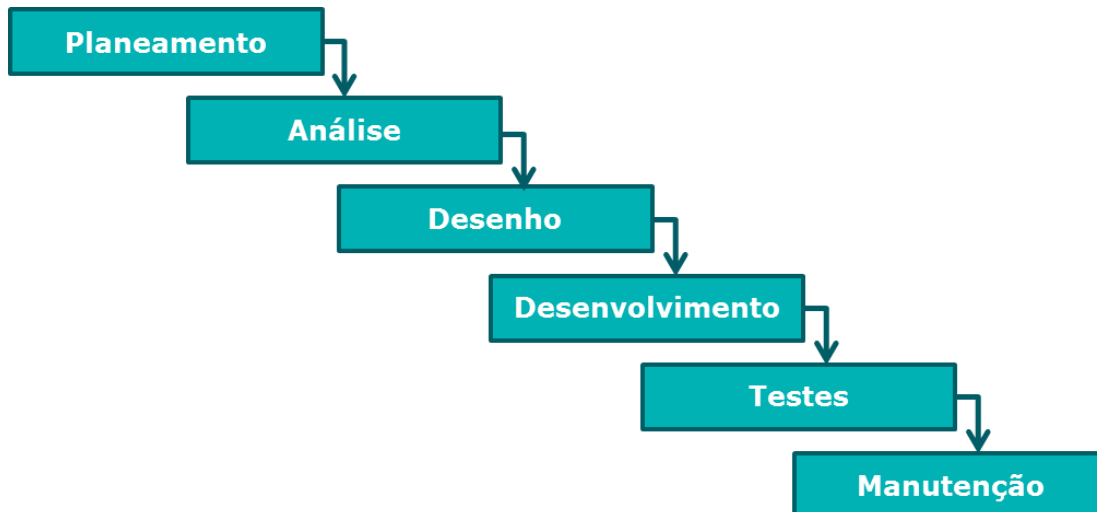 Planeamento
Análise
Desenho
Desenvolvimento
Testes
Manutenção